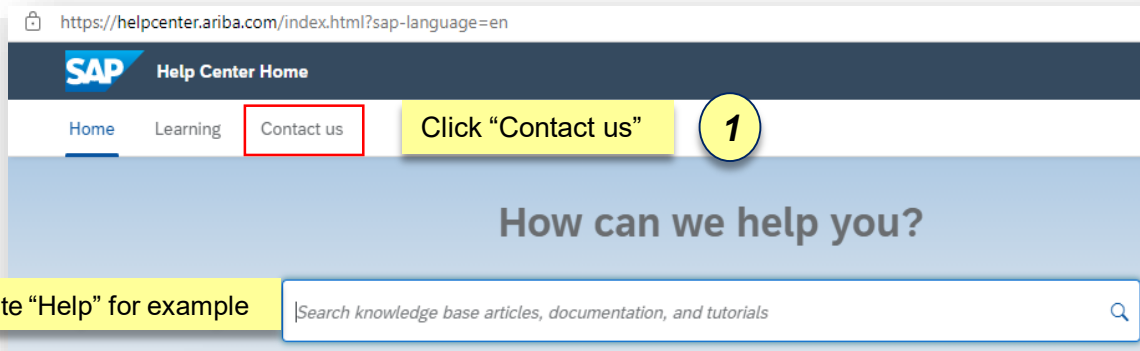 https://helpcenter.ariba.com/index.html?sap-language=en
SAP Help Center Home
Home Learning Contact us Click “Contact us” 1
How can we help you?
“Help” for example Search knowledge base articles, documentation, and tutorials